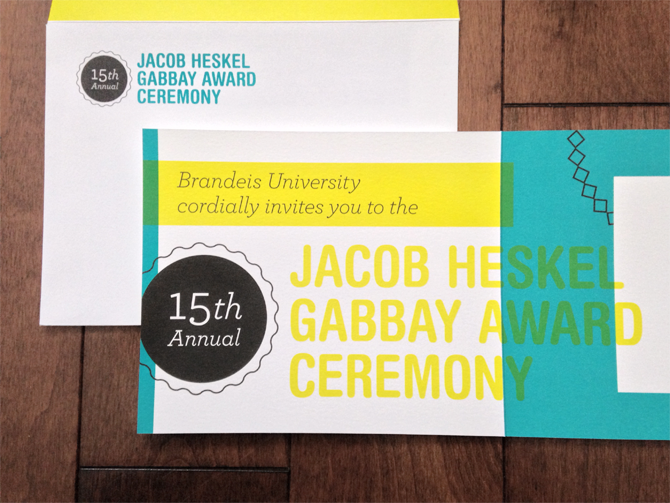 15th
Annual
JACOB HESKEL
GABBAY AWARD
CEREMONY
Brandeis University
cordially invites you to the
15th
Annual
JACOB HESKEL
GABBAY AWARD
CEREMONY